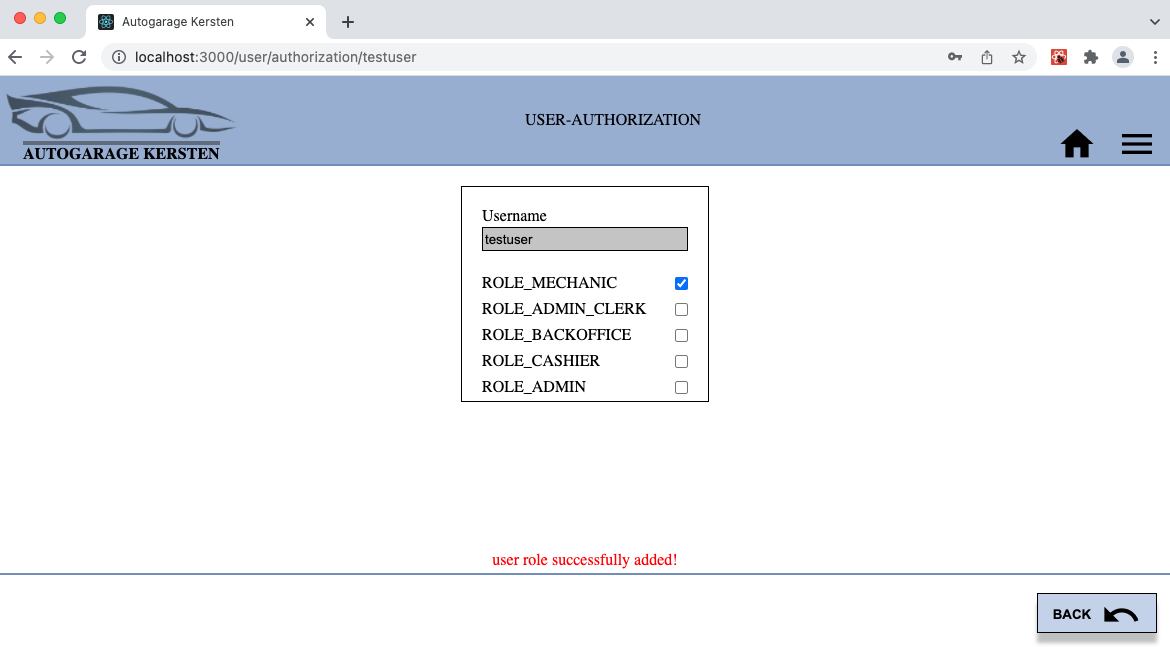 Autogarage Kersten
localhost:3000/user/authorization/testuser
USER-AUTHORIZATION
AUTOGARAGE KERSTEN
Username
testuser
ROLE_MECHANIC
ROLE_ADMIN_CLERK
ROLE_BACKOFFICE
ROLE_CASHIER
ROLE_ADMIN
user role successfully added!
BACK